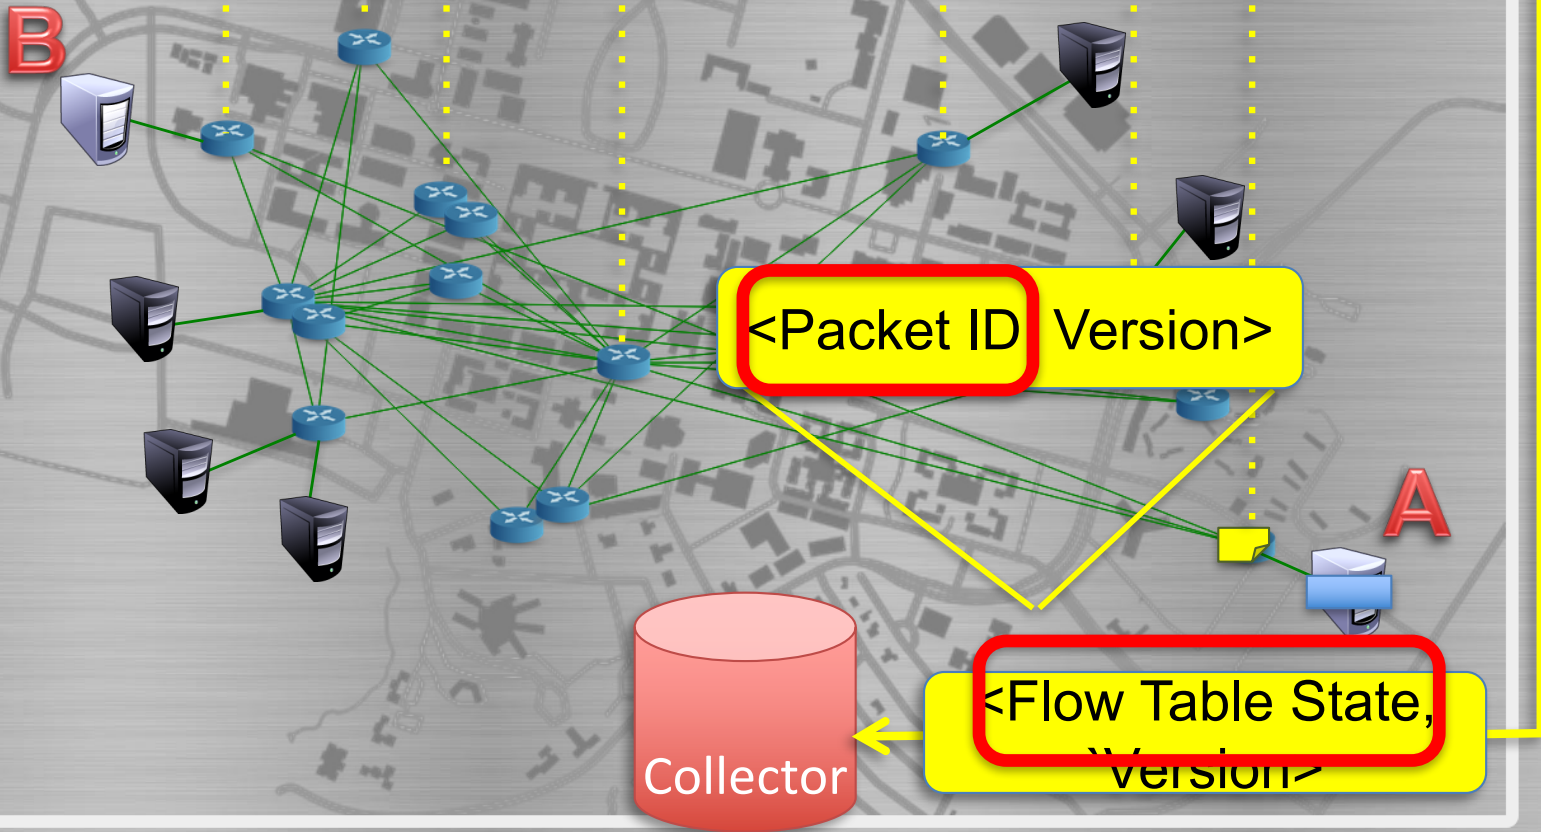 B
<Packet ID Version>
A
<Flow Table State,
Version>
Collector